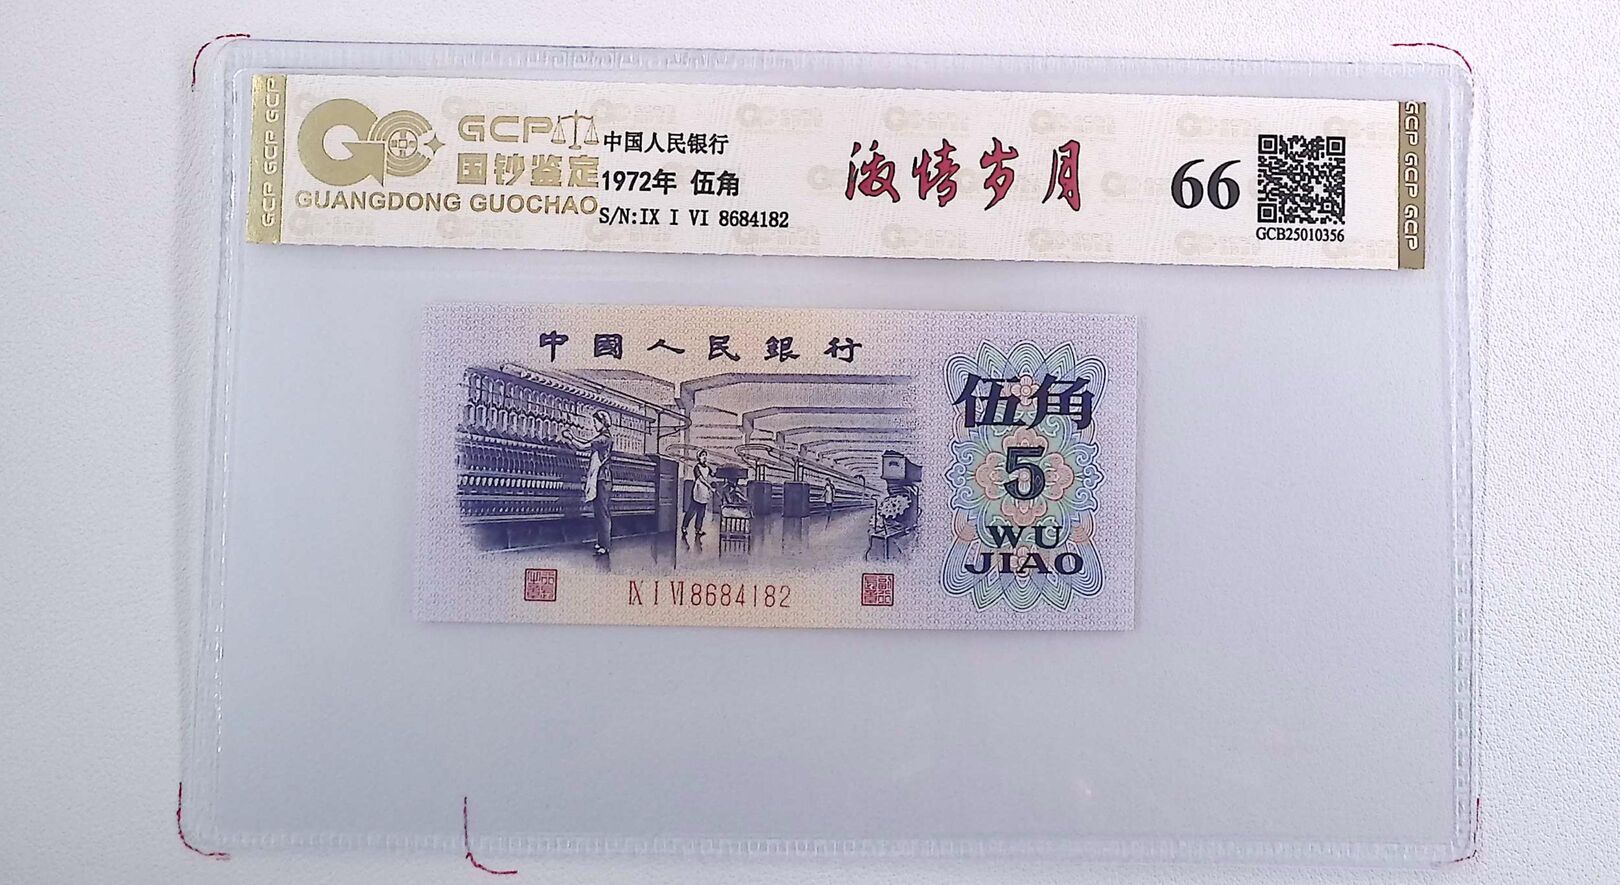 GCP GCP GCP
GCP
国钞鉴定
GUANGDONG GUOCHAO
中国人民银行
1972年 伍角
S/N:IX I VI 8684182
激情岁月
66
GCB25010356
GCP GCP GCP
中國人民銀行
伍角
5
WU
JIAO
Ⅸ Ⅰ Ⅵ 8684182